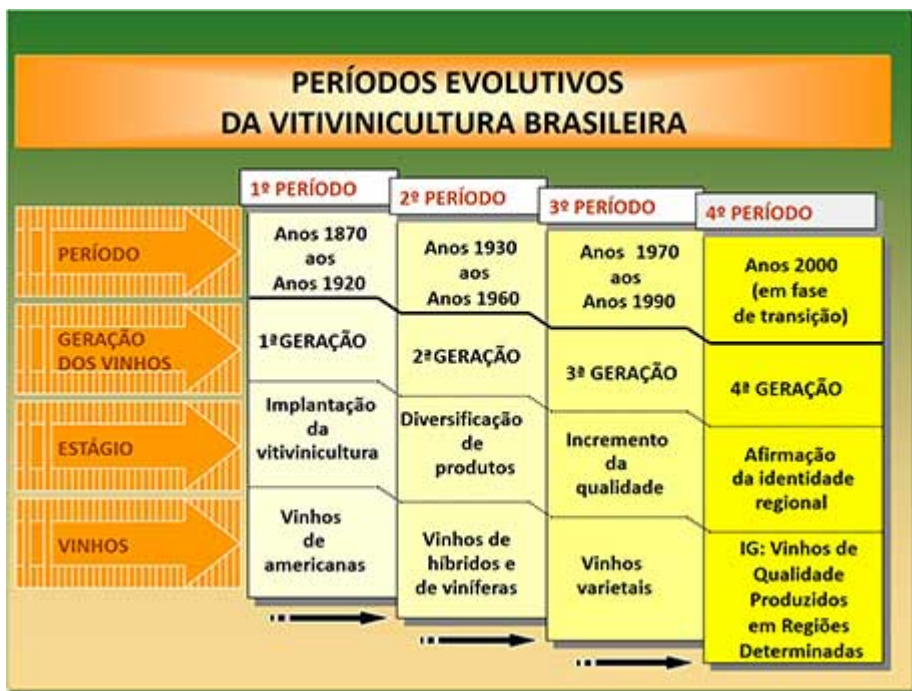 PERÍODOS EVOLUTIVOS
DA VITIVINICULTURA BRASILEIRA
1º PERÍODO
2º PERÍODO
3º PERÍODO
4º PERÍODO
PERÍODO
Anos 1870
aos
Anos 1920
Anos 1930
aos
Anos 1960
Anos 1970
aos
Anos 1990
Anos 2000
(em fase
de transição)
GERAÇÃO
DOS VINHOS
1ªGERAÇÃO
2ªGERAÇÃO
3ª GERAÇÃO
4ª GERAÇÃO
ESTÁGIO
Implantação
da
vitivinicultura
Diversificação
de
produtos
Incremento
da
qualidade
Afirmação
da identidade
regional
VINHOS
Vinhos
de
americanas
Vinhos de
híbridos e
de viníferas
Vinhos
varietais
IG: Vinhos de
Qualidade
Produzidos
em Regiões
Determinadas